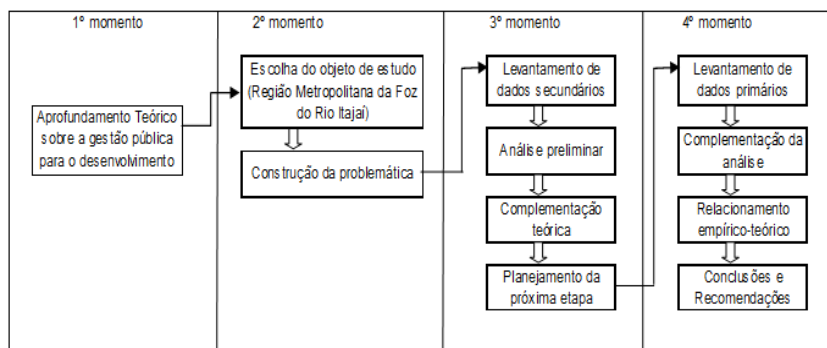 1º momento
Aprofundamento Teórico
sobre a gestão pública
para o desenvolvimento
2º momento
Escolha do objeto de estudo
(Região Metropolitana da Foz
do Rio Itajaí)
Construção da problemática
3º momento
Levantamento de
dados secundários
Análise preliminar
Complementação
teórica
Planejamento da
próxima etapa
4º momento
Levantamento de
dados primários
Complementação da
análise
Relacionamento
empírico-teórico
Conclusões e
Recomendações